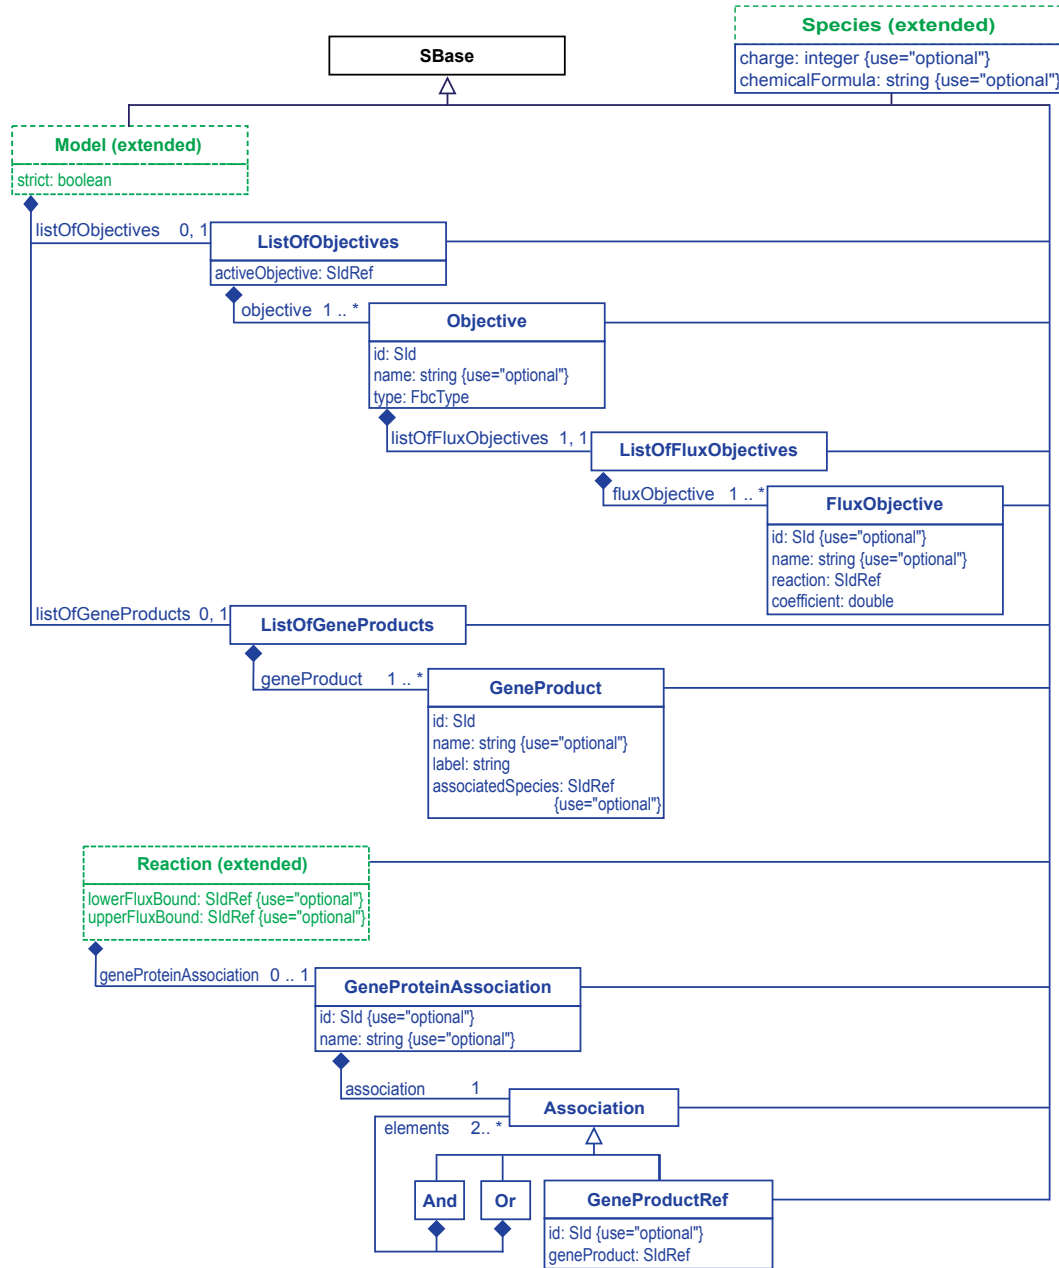 Species (extended)
charge: integer {use="optional"}
chemicalFormula: string {use="optional"}
SBase
Model (extended)
strict: boolean
listOfObjectives 0, 1
ListOfObjectives
activeObjective: SIdRef
objective 1 .. *
Objective
id: SId
name: string {use="optional"}
type: FbcType
listOfFluxObjectives 1, 1
ListOfFluxObjectives
fluxObjective 1 .. *
FluxObjective
id: SId {use="optional"}
name: string {use="optional"}
reaction: SIdRef
coefficient: double
listOfGeneProducts 0, 1
ListOfGeneProducts
geneProduct 1 .. *
GeneProduct
id: SId
name: string {use="optional"}
label: string
associatedSpecies: SIdRef
{use="optional"}
Reaction (extended)
lowerFluxBound: SIdRef {use="optional"}
upperFluxBound: SIdRef {use="optional"}
geneProteinAssociation 0 .. 1
GeneProteinAssociation
id: SId {use="optional"}
name: string {use="optional"}
association 1
Association
elements 2.. *
And
Or
GeneProductRef
id: SId {use="optional"}
geneProduct: SIdRef